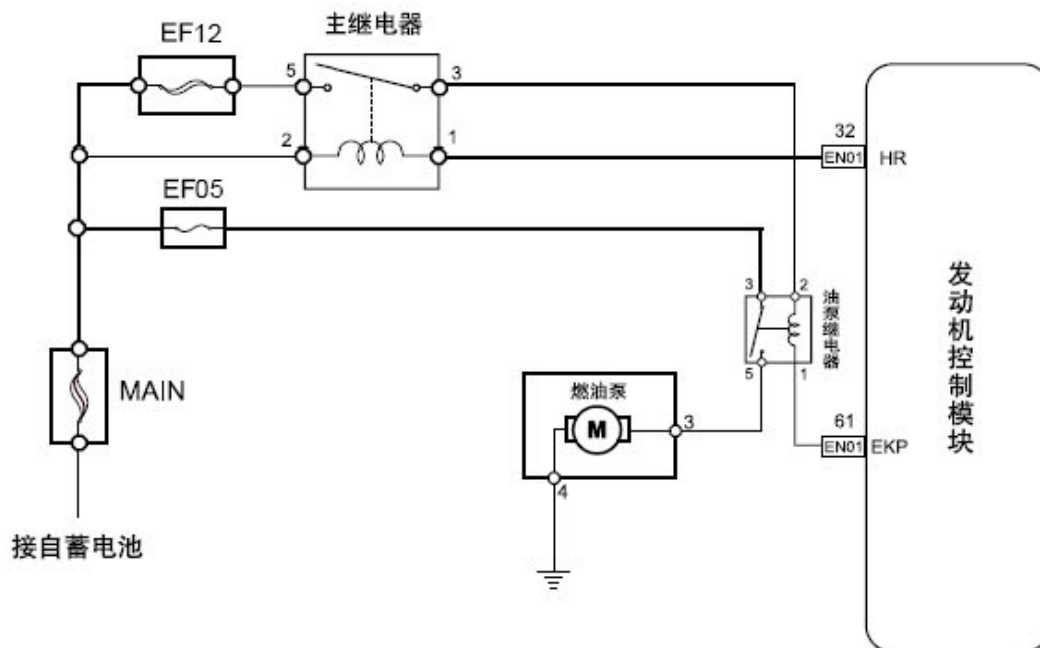 主继电器
EF12
5
3
2
1
32
EN01 HR
EF05
3
2
油泵继电器
5
1
发动机控制模块
MAIN
燃油泵
M
3
4
61
EN01 EKP
接自蓄电池